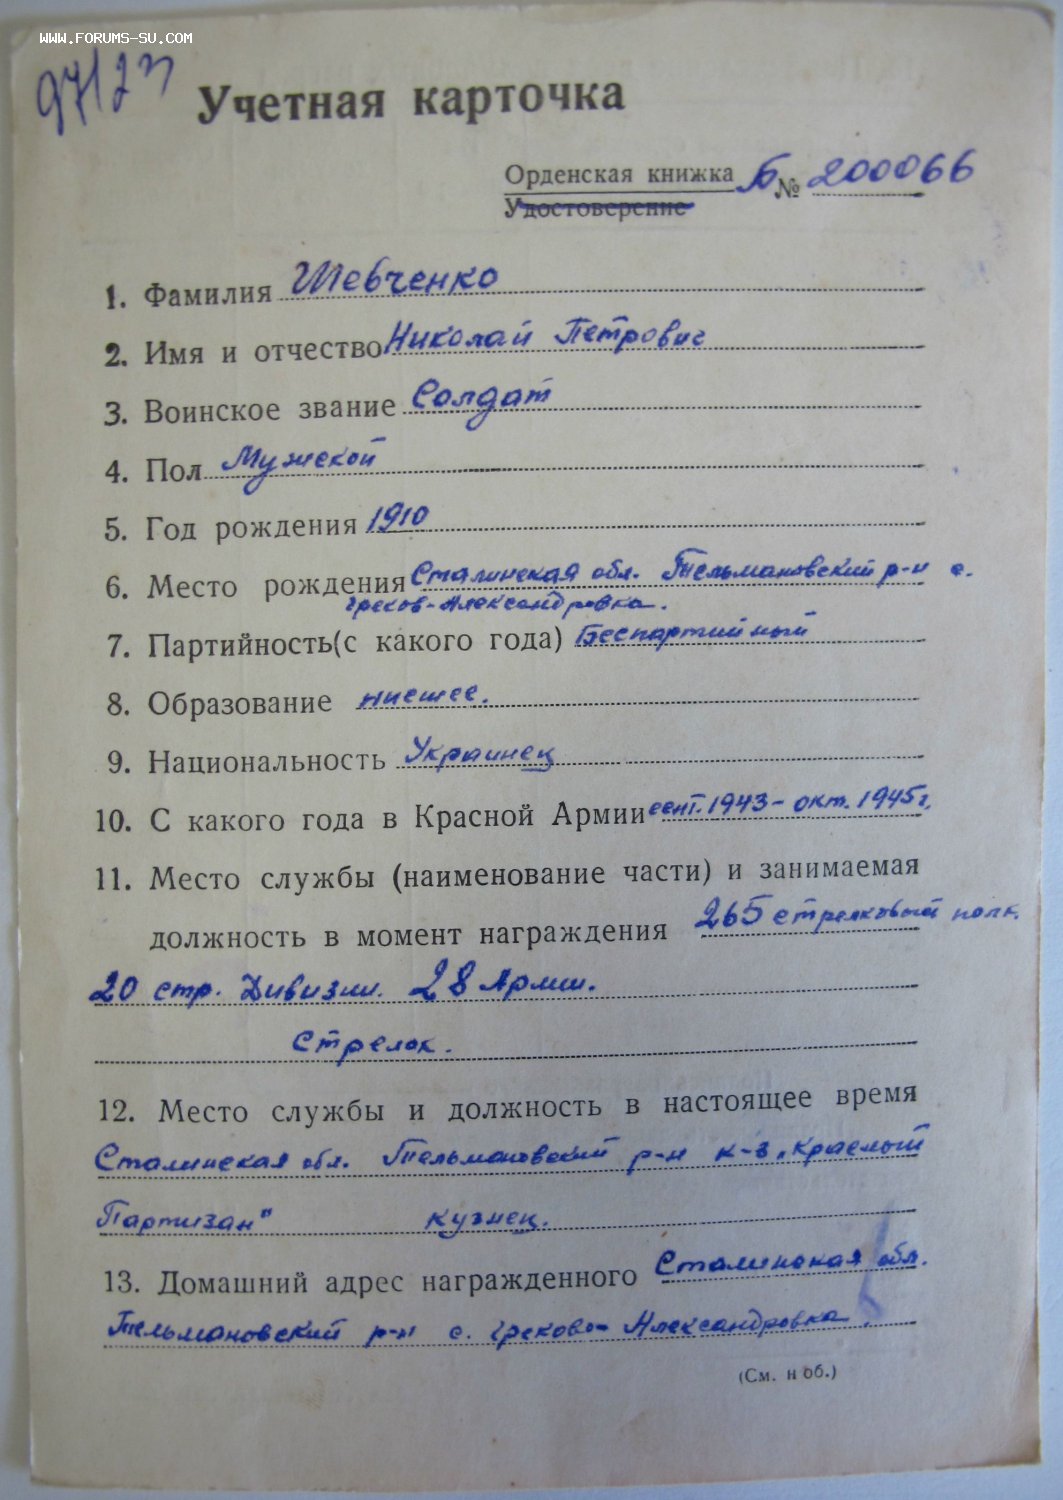 WWW.FORUMS-SU.COM
Учетная карточка
Орденская книжка Б № 200066
Удостоверение
1. Фамилия Шевченко
2. Имя и отчество Николай Петрович
3. Воинское звание Солдат
4. Пол Мужской
5. Год рождения 1910
6. Место рождения Сталинская обл. Тельмановский р-н с.
Греков-Александровка.
7. Партийность (с какого года) Беспартийный
8. Образование низшее.
9. Национальность Украинец
10. С какого года в Красной Армии сент. 1943 - окт. 1945 г.
11. Место службы (наименование части) и занимаемая
должность в момент награждения 265 стрелковый полк.
20 стр. Дивизии. 28 Армии.
Стрелок.
12. Место службы и должность в настоящее время
Сталинская обл. Тельмановский р-н к-з „Красный
Партизан" кузнец.
13. Домашний адрес награжденного Сталинская обл.
Тельмановский р-н с. Греково-Александровка.
(См. н об.)